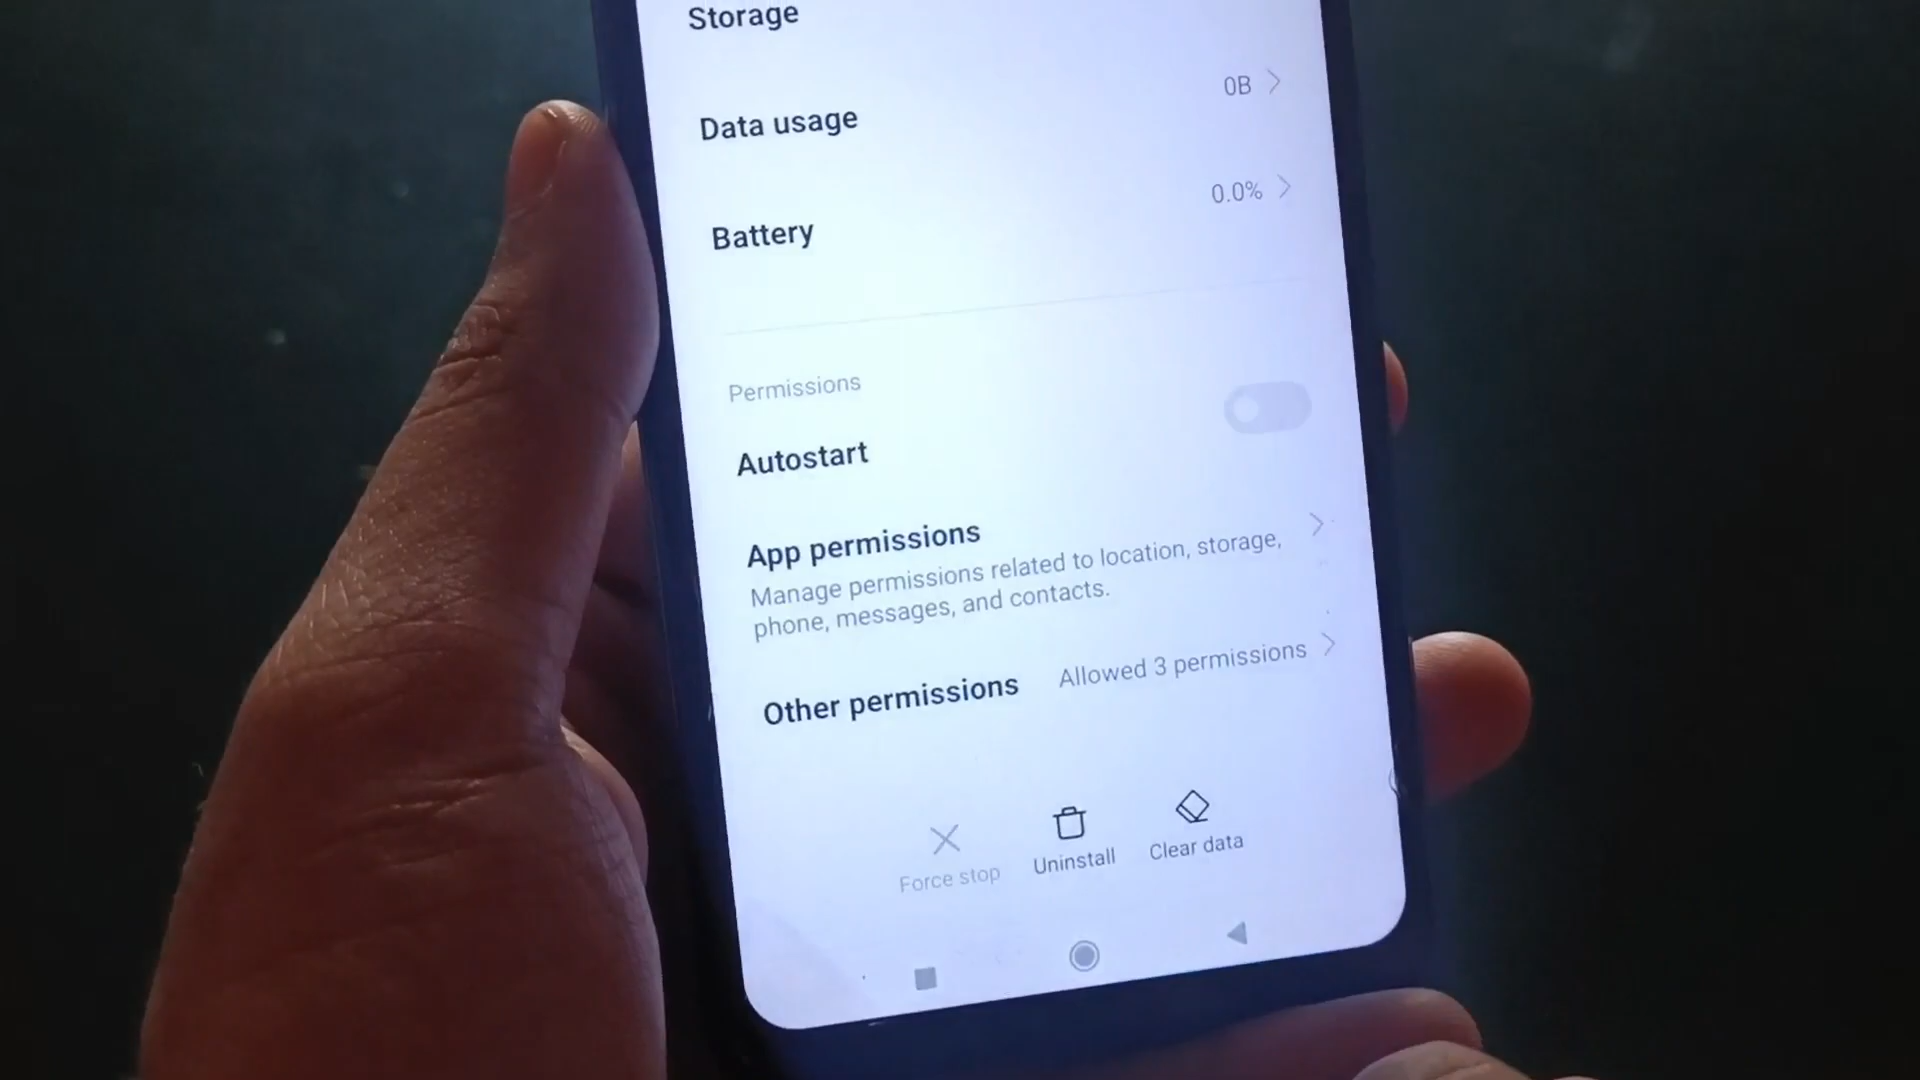 Storage
Data usage 0B
Battery 0.0%
Permissions
Autostart
App permissions
Manage permissions related to location, storage,
phone, messages, and contacts.
Other permissions Allowed 3 permissions
Force stop Uninstall Clear data